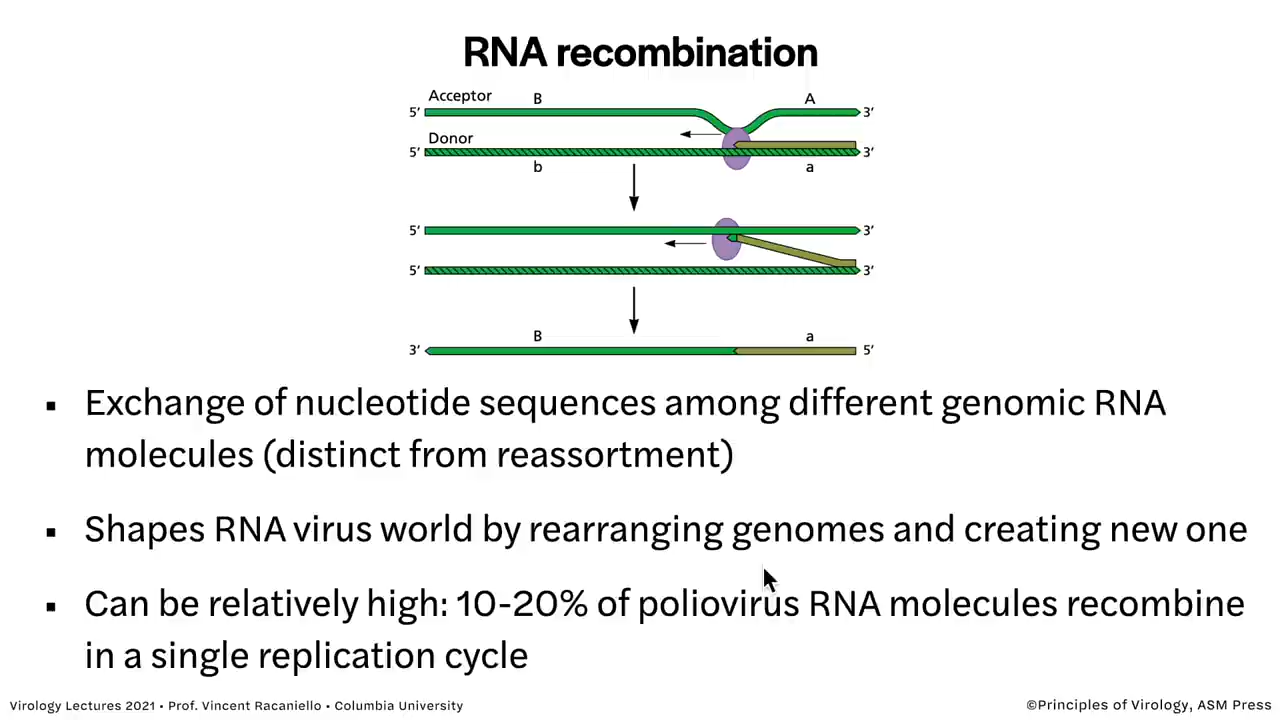 RNA recombination
Acceptor B A
5′ 3′
Donor
5′ 3′
b a
5′ 3′
5′ 3′
B a
3′ 5′
▪ Exchange of nucleotide sequences among different genomic RNA
molecules (distinct from reassortment)
▪ Shapes RNA virus world by rearranging genomes and creating new one
▪ Can be relatively high: 10-20% of poliovirus RNA molecules recombine
in a single replication cycle
Virology Lectures 2021 • Prof. Vincent Racaniello • Columbia University
©Principles of Virology, ASM Press